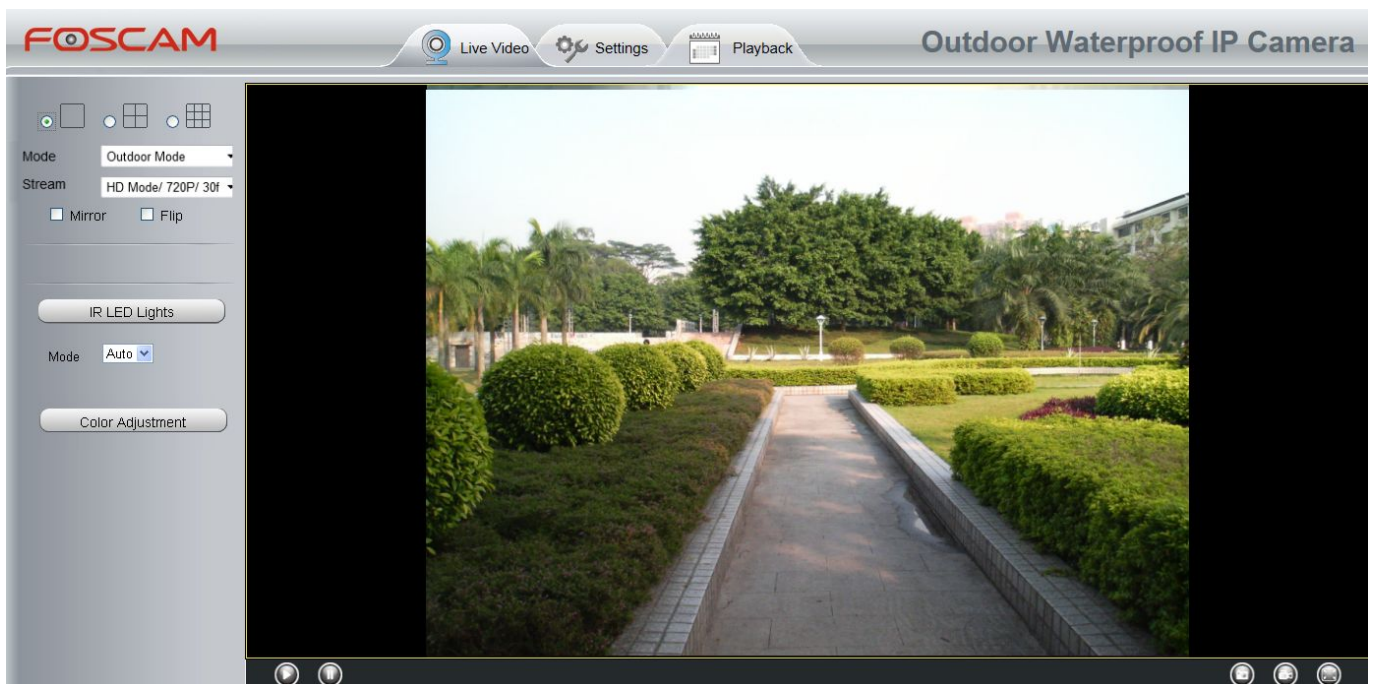 FOSCAM
Live Video
Settings
Playback
Outdoor Waterproof IP Camera
Mode
Outdoor Mode
Stream
HD Mode/ 720P/ 30f
Mirror
Flip
IR LED Lights
Mode
Auto
Color Adjustment